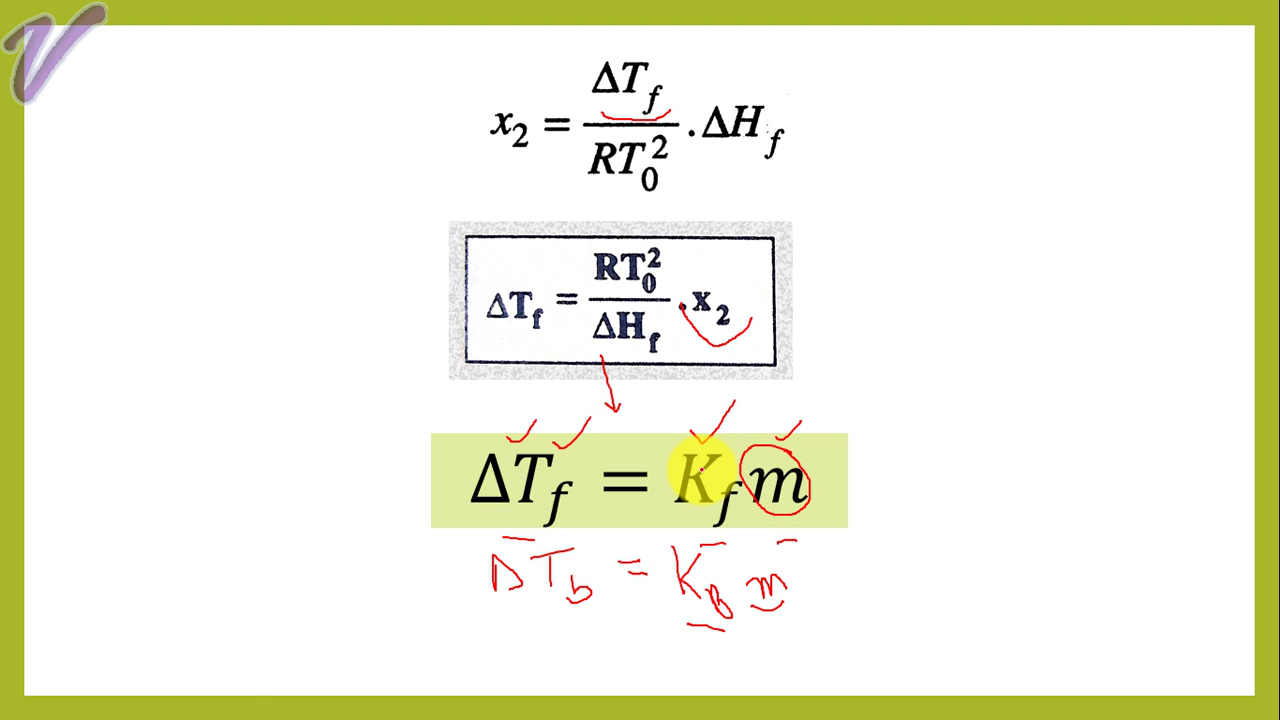 V
x₂ = ΔT_f / RT₀² . ΔH_f
ΔT_f = RT₀² / ΔH_f . x₂
ΔT_f = K_f m
ΔT_b = K_B m